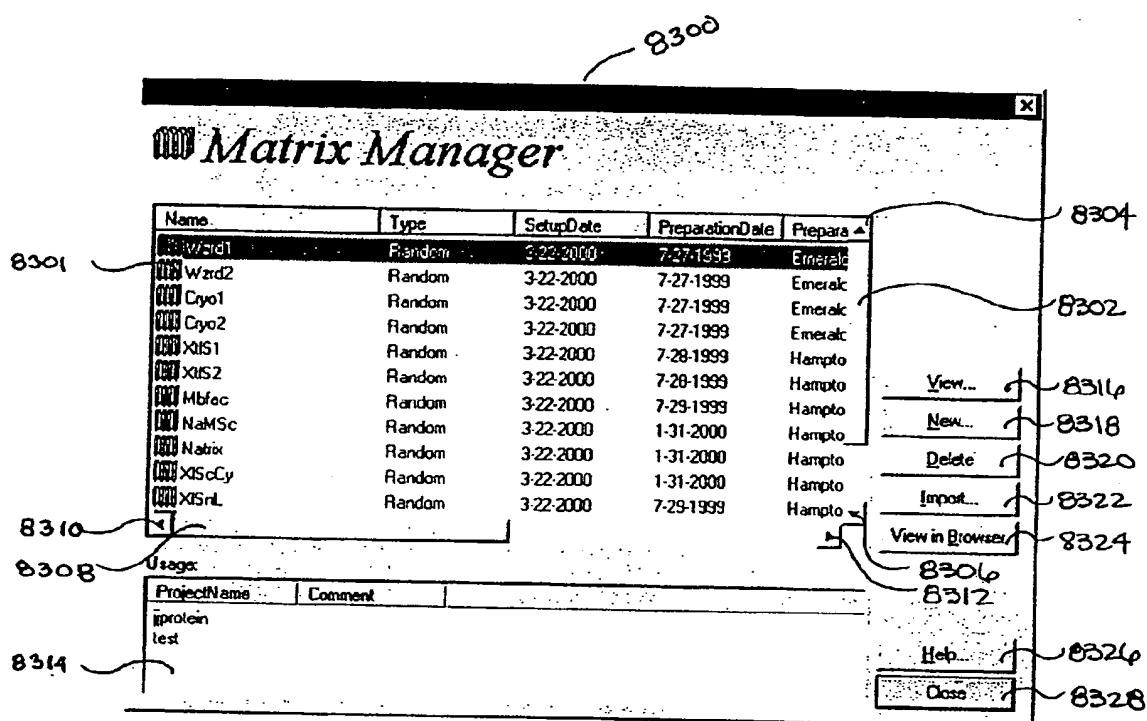 8300
Matrix Manager
Name Type SetupDate PreparationDate Prepara
8304
8301
Wzrd1 Random 3-22-2000 7-27-1999 Emeralc
Wzrd2 Random 3-22-2000 7-27-1999 Emeralc
Cryo1 Random 3-22-2000 7-27-1999 Emeralc
8302
Cryo2 Random 3-22-2000 7-27-1999 Emeralc
XtlS1 Random 3-22-2000 7-28-1999 Hampto
XtlS2 Random 3-22-2000 7-28-1999 Hampto
View... 8316
Mbfac Random 3-22-2000 7-29-1999 Hampto
NaMSc Random 3-22-2000 1-31-2000 Hampto
New... 8318
Natrix Random 3-22-2000 1-31-2000 Hampto
Delete 8320
XlScCy Random 3-22-2000 1-31-2000 Hampto
XlSnL Random 3-22-2000 7-29-1999 Hampto
Import... 8322
8310
View in Browser 8324
8308
8306
8312
Usage:
ProjectName Comment
jjprotein
test
8314
Help... 8326
Close 8328